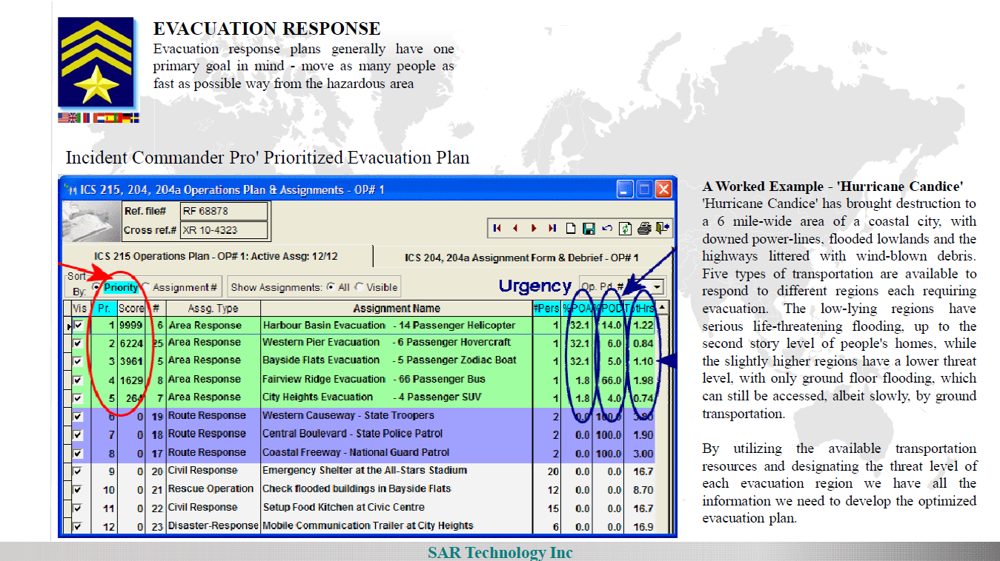 EVACUATION RESPONSE
Evacuation response plans generally have one
primary goal in mind - move as many people as
fast as possible way from the hazardous area
Incident Commander Pro' Prioritized Evacuation Plan
ICS 215, 204, 204a Operations Plan & Assignments - OP# 1
Ref. file# RF 68878
Cross ref.# XR 10-4323
ICS 215 Operations Plan - OP# 1: Active Assg: 12/12 ICS 204, 204a Assignment Form & Debrief - OP# 1
Sort By: Priority Assignment # Show Assignments: All Visible Urgency Op. Pd. #
Vis Pr. Score # Assg. Type Assignment Name #Pers %POA %POD TotHrs
1 9999 6 Area Response Harbour Basin Evacuation - 14 Passenger Helicopter 1 32.1 14.0 1.22
2 6224 25 Area Response Western Pier Evacuation - 6 Passenger Hovercraft 1 32.1 6.0 0.84
3 3961 5 Area Response Bayside Flats Evacuation - 5 Passenger Zodiac Boat 1 32.1 5.0 1.10
4 1629 8 Area Response Fairview Ridge Evacuation - 66 Passenger Bus 1 1.8 66.0 1.98
5 264 7 Area Response City Heights Evacuation - 4 Passenger SUV 1 1.8 4.0 0.74
6 0 19 Route Response Western Causeway - State Troopers 2 0.0 100.0 3.80
7 0 18 Route Response Central Boulevard - State Police Patrol 2 0.0 100.0 1.90
8 0 17 Route Response Coastal Freeway - National Guard Patrol 2 0.0 100.0 3.00
9 0 20 Civil Response Emergency Shelter at the All-Stars Stadium 20 0.0 0.0 16.7
10 0 21 Rescue Operation Check flooded buildings in Bayside Flats 12 0.0 0.0 8.70
11 0 22 Civil Response Setup Food Kitchen at Civic Centre 15 0.0 0.0 16.7
12 0 23 Disaster-Response Mobile Communication Trailer at City Heights 6 0.0 0.0 16.9
A Worked Example - 'Hurricane Candice'
'Hurricane Candice' has brought destruction to
a 6 mile-wide area of a coastal city, with
downed power-lines, flooded lowlands and the
highways littered with wind-blown debris.
Five types of transportation are available to
respond to different regions each requiring
evacuation. The low-lying regions have
serious life-threatening flooding, up to the
second story level of people's homes, while
the slightly higher regions have a lower threat
level, with only ground floor flooding, which
can still be accessed, albeit slowly, by ground
transportation.
By utilizing the available transportation
resources and designating the threat level of
each evacuation region we have all the
information we need to develop the optimized
evacuation plan.
SAR Technology Inc